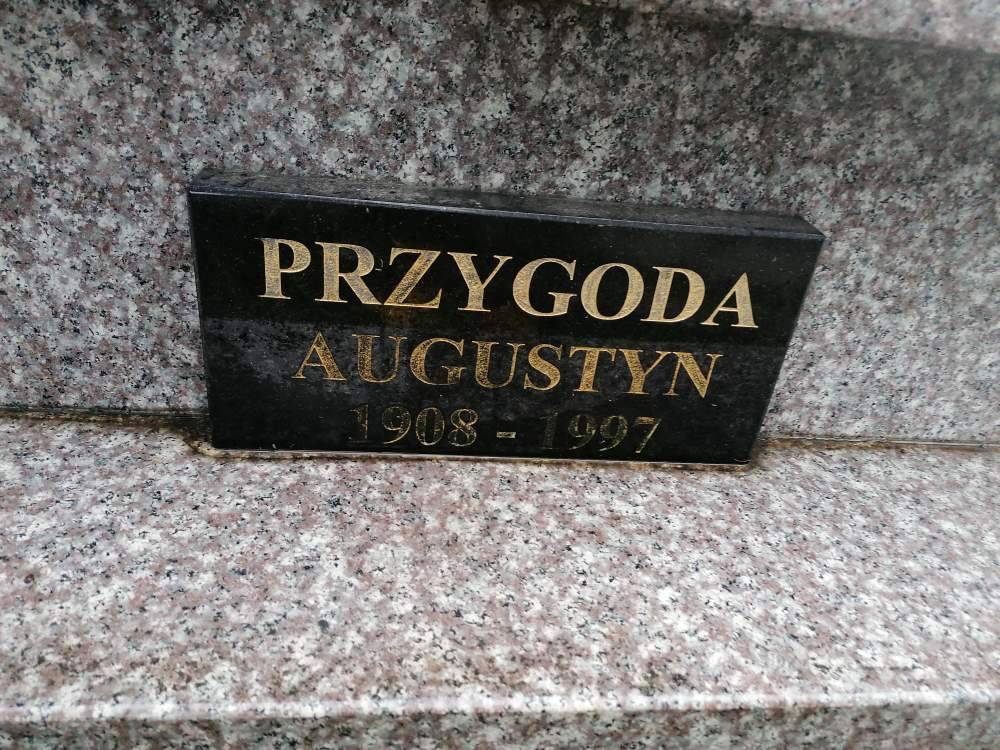 PRZYGODA
AUGUSTYN
1908 - 1997